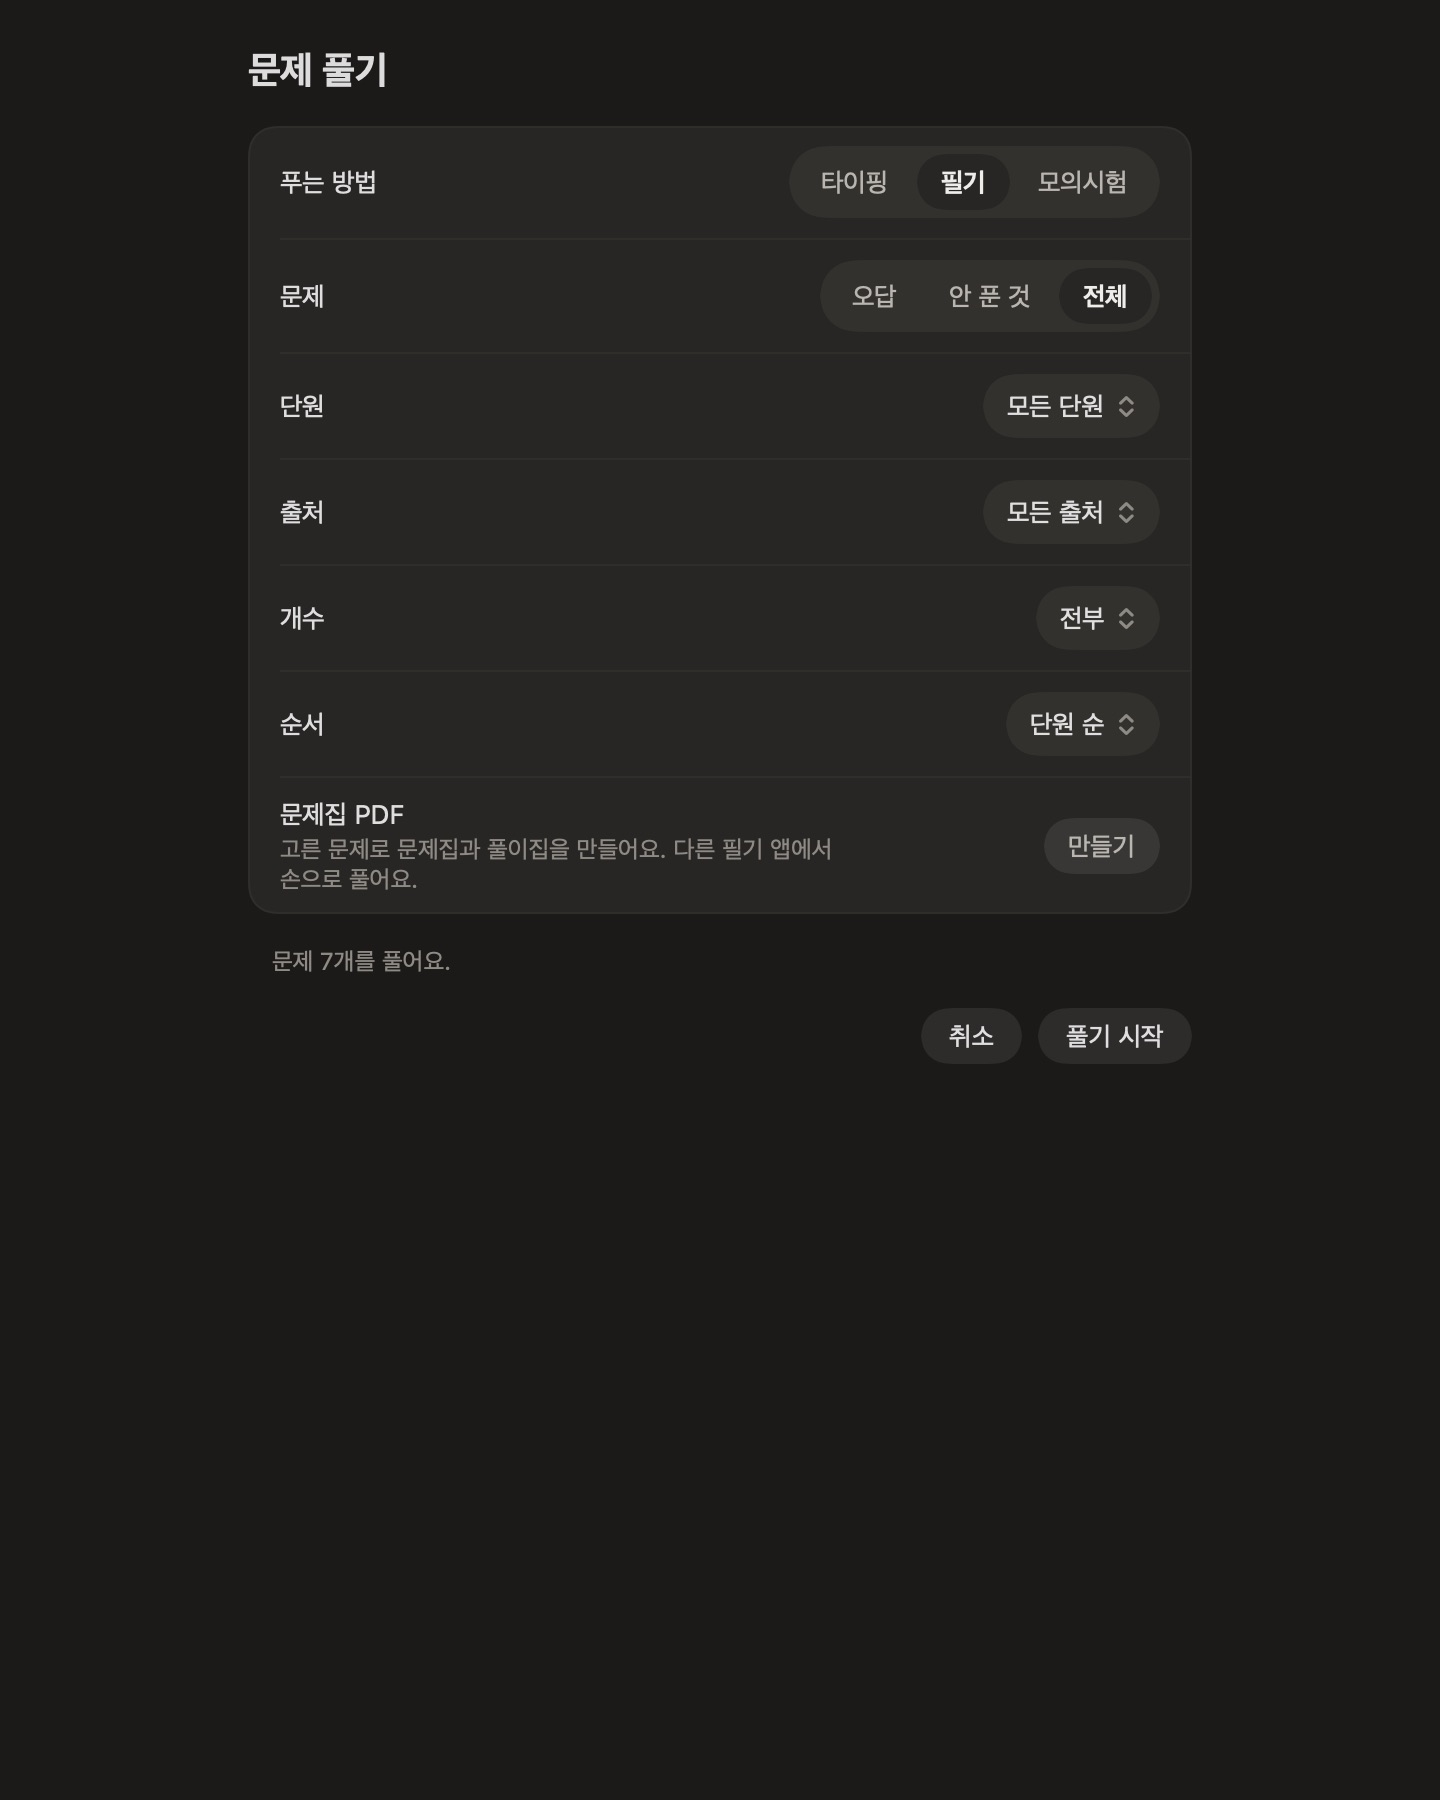 문제 풀기
푸는 방법
타이핑 필기 모의시험
문제
오답 안 푼 것 전체
단원
모든 단원
출처
모든 출처
개수
전부
순서
단원 순
문제집 PDF
고른 문제로 문제집과 풀이집을 만들어요. 다른 필기 앱에서
손으로 풀어요.
만들기
문제 7개를 풀어요.
취소 풀기 시작